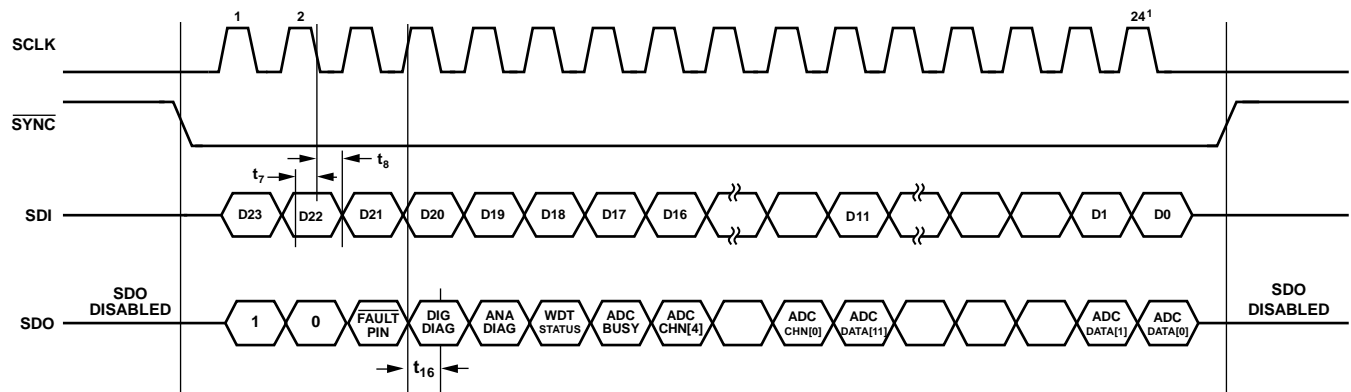 1 2 24¹
SCLK
SYNC
t₈
t₇
SDI D23 D22 D21 D20 D19 D18 D17 D16 D11 D1 D0
SDO
DISABLED
SDO
DISABLED
SDO 1 0
FAULT
PIN
DIG
DIAG
ANA
DIAG
WDT
STATUS
ADC
BUSY
ADC
CHN[4]
ADC
CHN[0]
ADC
DATA[11]
ADC
DATA[1]
ADC
DATA[0]
t₁₆